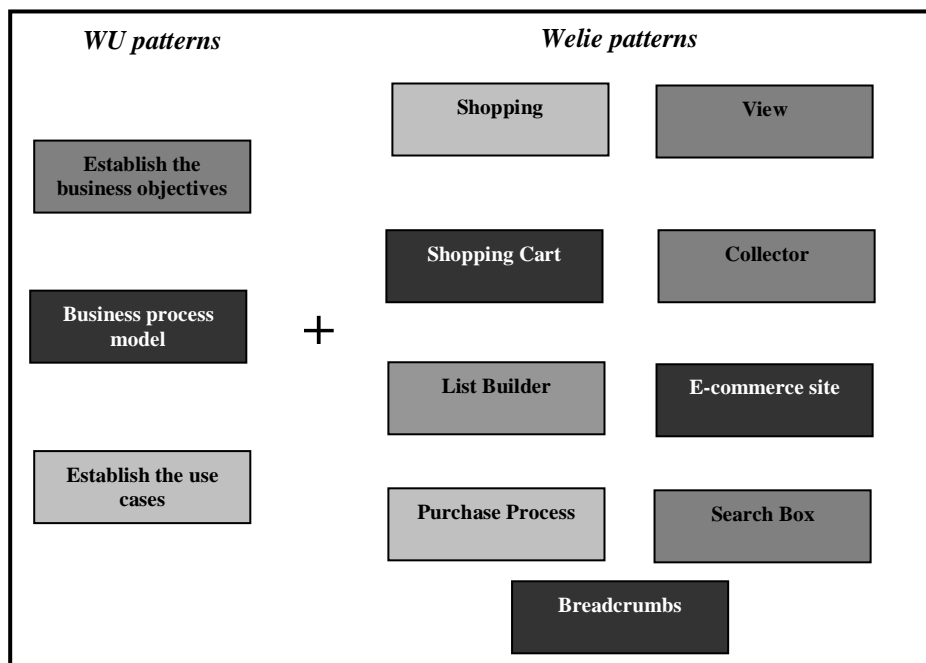 WU patterns
Establish the
business objectives
Business process
model
+
Establish the use
cases
Welie patterns
Shopping
View
Shopping Cart
Collector
List Builder
E-commerce site
Purchase Process
Search Box
Breadcrumbs